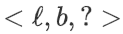 < ℓ, b, ? >